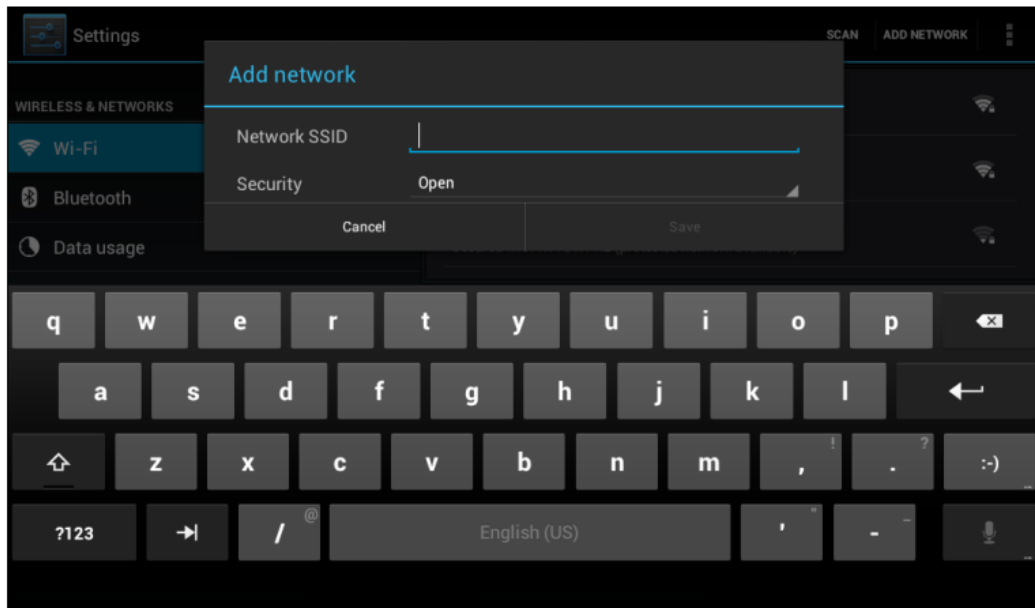 Settings
SCAN ADD NETWORK
Add network
WIRELESS & NETWORKS
Network SSID
Wi-Fi
Security Open
Bluetooth
Cancel Save
Data usage
q w e r t y u i o p
a s d f g h j k l
z x c v b n m , ! . ? :-) ...
?123 / @ English (US) ' " - _ ...